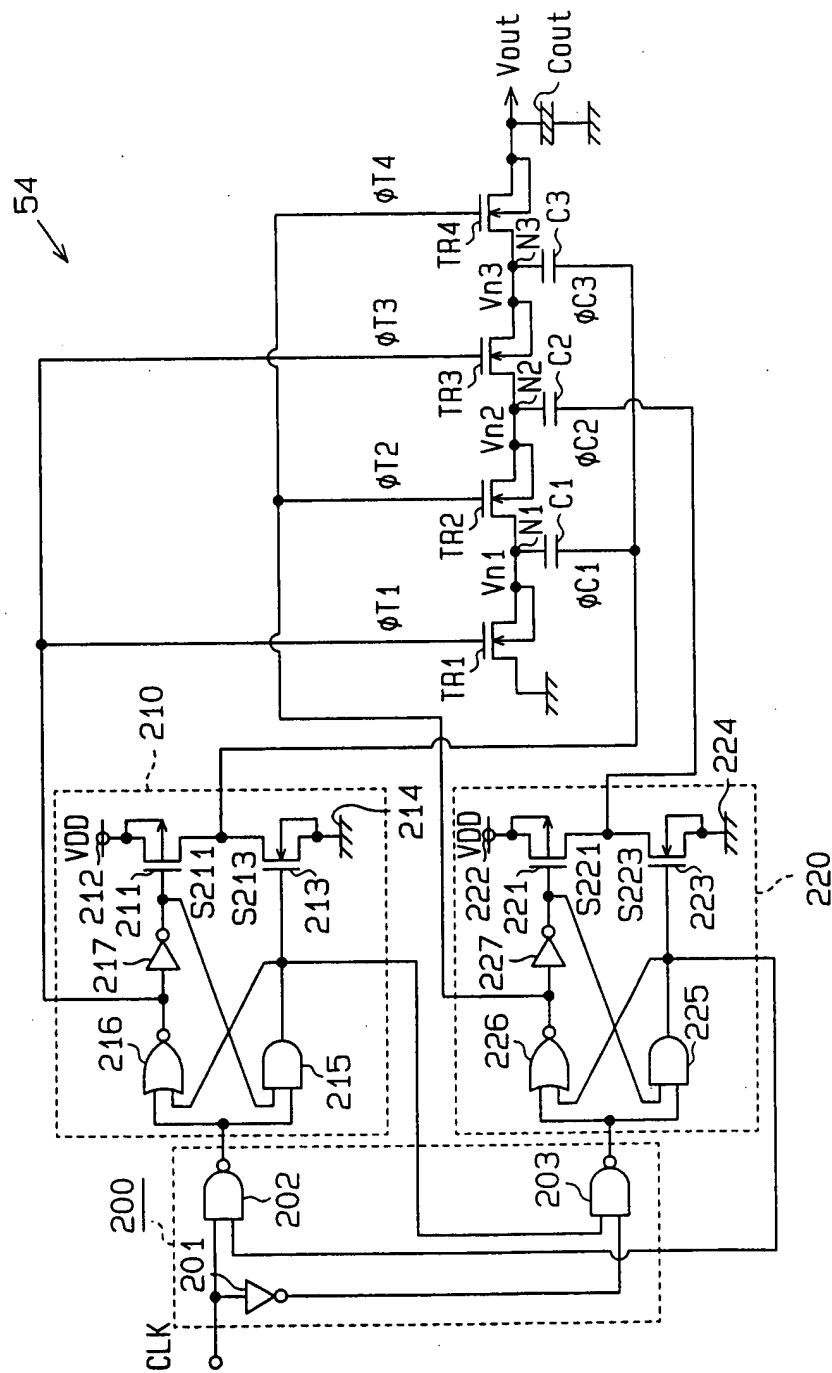 54
CLK
200
201
202
203
210
212
VDD
211
217
216
S211
S213
213
214
215
220
222
VDD
221
227
226
S221
S223
223
224
225
φT1
φT2
φT3
φT4
TR1
TR2
TR3
TR4
Vn1
Vn2
Vn3
N1
N2
N3
C1
C2
C3
φC1
φC2
φC3
Vout
Cout